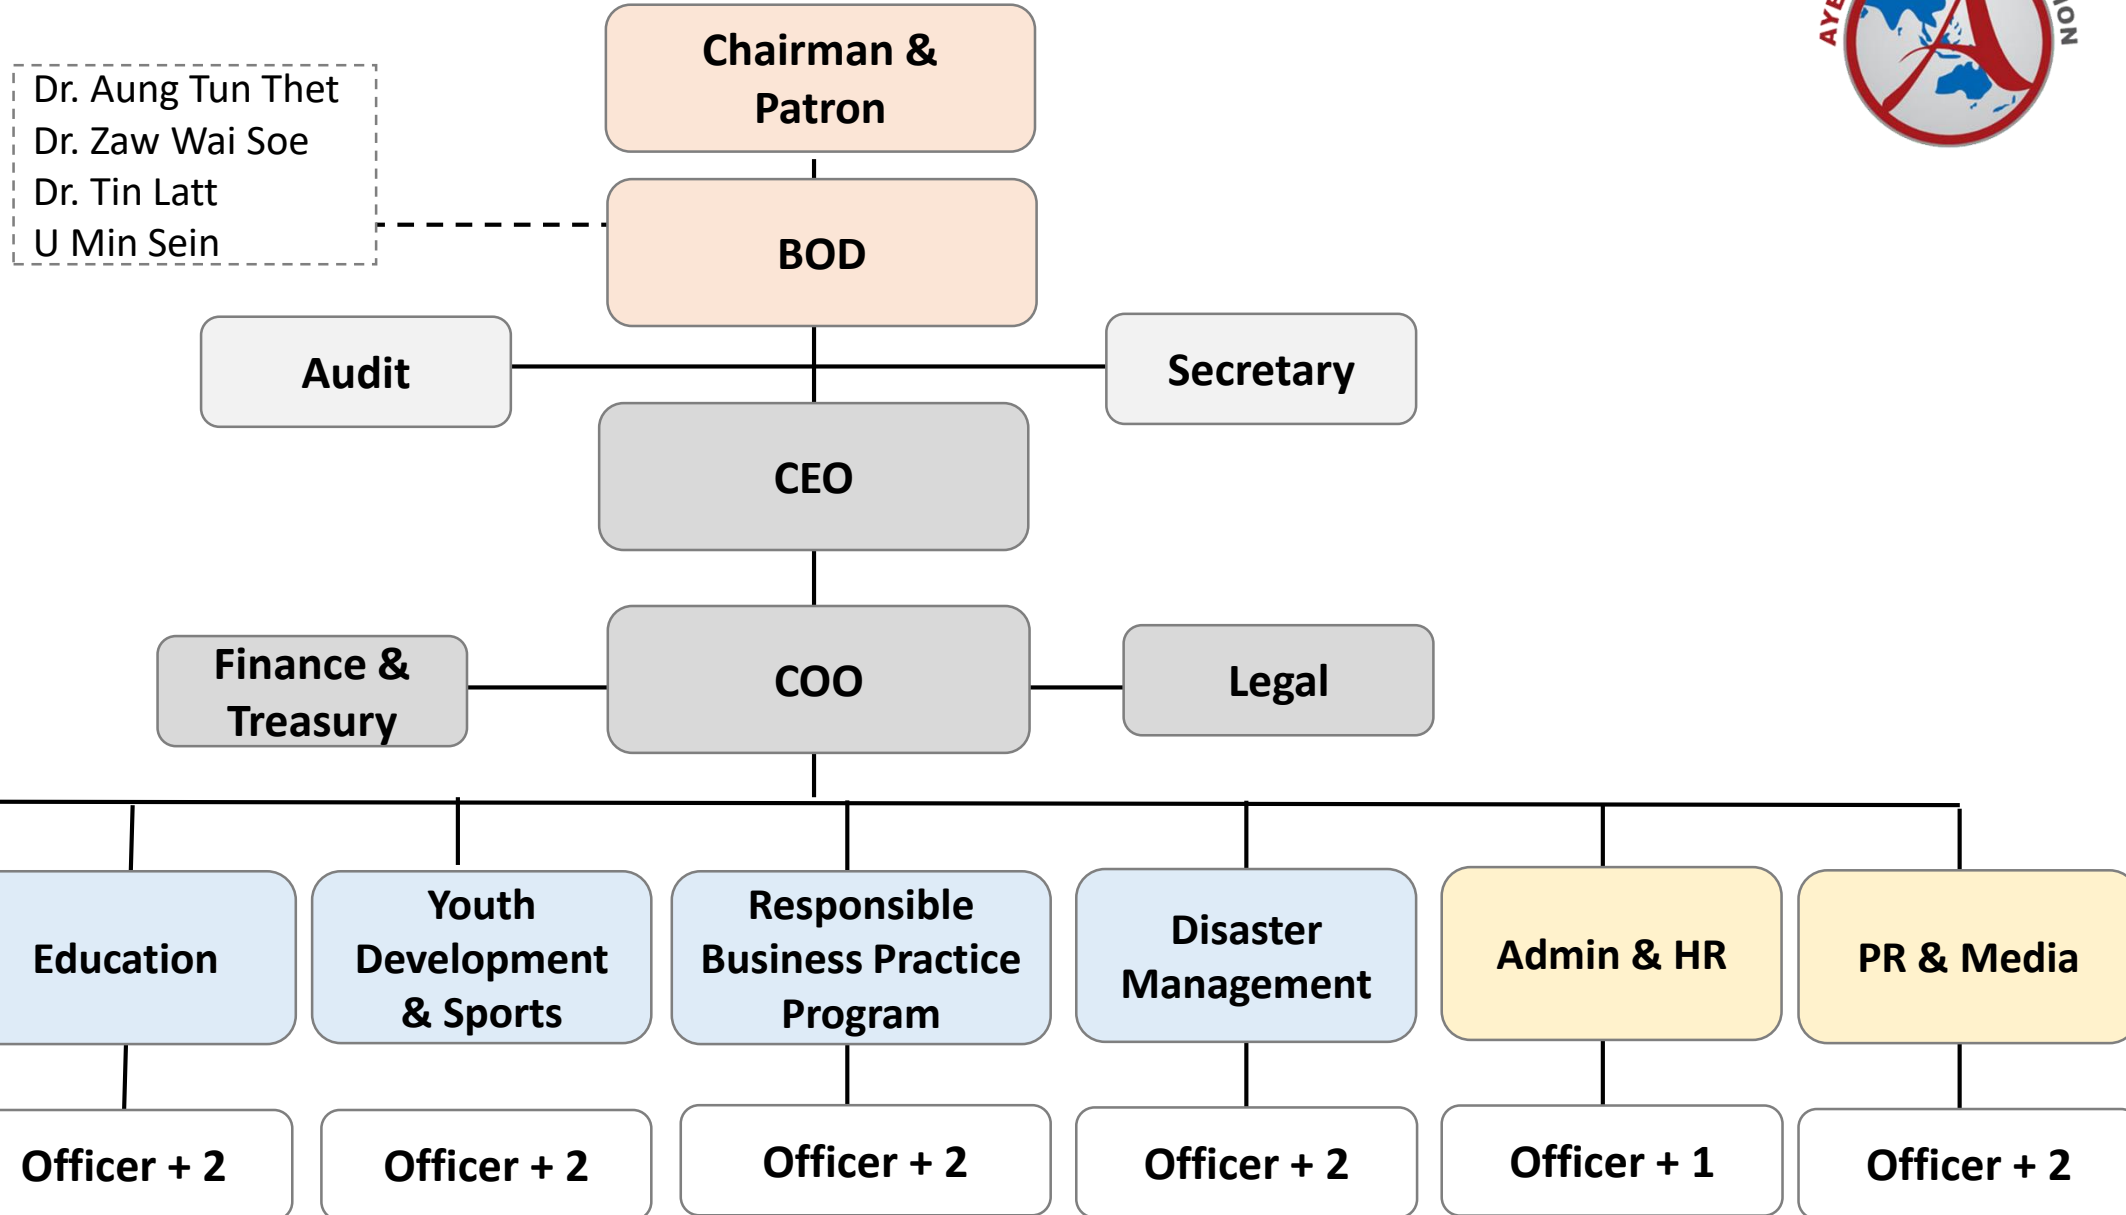 Chairman &
Patron
Dr. Aung Tun Thet
Dr. Zaw Wai Soe
Dr. Tin Latt
U Min Sein
BOD
Audit
Secretary
CEO
Finance &
Treasury
COO
Legal
Education
Youth
Development
& Sports
Responsible
Business Practice
Program
Disaster
Management
Admin & HR
PR & Media
Officer + 2
Officer + 2
Officer + 2
Officer + 2
Officer + 1
Officer + 2